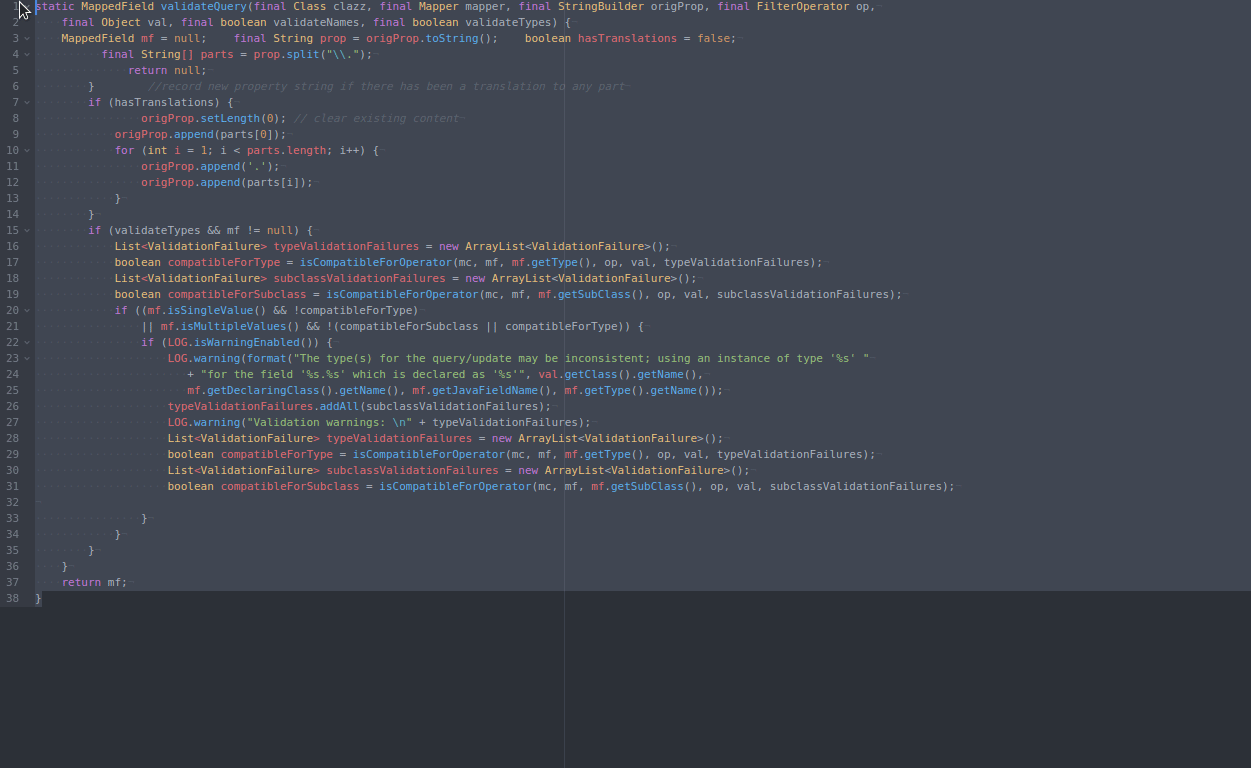 1 static MappedField validateQuery(final Class clazz, final Mapper mapper, final StringBuilder origProp, final FilterOperator op,
2     final Object val, final boolean validateNames, final boolean validateTypes) {
3     MappedField mf = null;    final String prop = origProp.toString();    boolean hasTranslations = false;
4           final String[] parts = prop.split("\\.");
5               return null;
6         }        //record new property string if there has been a translation to any part
7         if (hasTranslations) {
8                 origProp.setLength(0); // clear existing content
9             origProp.append(parts[0]);
10             for (int i = 1; i < parts.length; i++) {
11                 origProp.append('.');
12                 origProp.append(parts[i]);
13             }
14         }
15         if (validateTypes && mf != null) {
16             List<ValidationFailure> typeValidationFailures = new ArrayList<ValidationFailure>();
17             boolean compatibleForType = isCompatibleForOperator(mc, mf, mf.getType(), op, val, typeValidationFailures);
18             List<ValidationFailure> subclassValidationFailures = new ArrayList<ValidationFailure>();
19             boolean compatibleForSubclass = isCompatibleForOperator(mc, mf, mf.getSubClass(), op, val, subclassValidationFailures);
20             if ((mf.isSingleValue() && !compatibleForType)
21                 || mf.isMultipleValues() && !(compatibleForSubclass || compatibleForType)) {
22                 if (LOG.isWarningEnabled()) {
23                     LOG.warning(format("The type(s) for the query/update may be inconsistent; using an instance of type '%s' "
24                        + "for the field '%s.%s' which is declared as '%s'", val.getClass().getName(),
25                        mf.getDeclaringClass().getName(), mf.getJavaFieldName(), mf.getType().getName());
26                     typeValidationFailures.addAll(subclassValidationFailures);
27                     LOG.warning("Validation warnings: \n" + typeValidationFailures);
28                     List<ValidationFailure> typeValidationFailures = new ArrayList<ValidationFailure>();
29                     boolean compatibleForType = isCompatibleForOperator(mc, mf, mf.getType(), op, val, typeValidationFailures);
30                     List<ValidationFailure> subclassValidationFailures = new ArrayList<ValidationFailure>();
31                     boolean compatibleForSubclass = isCompatibleForOperator(mc, mf, mf.getSubClass(), op, val, subclassValidationFailures);
32
33                 }
34             }
35         }
36     }
37     return mf;
38 }